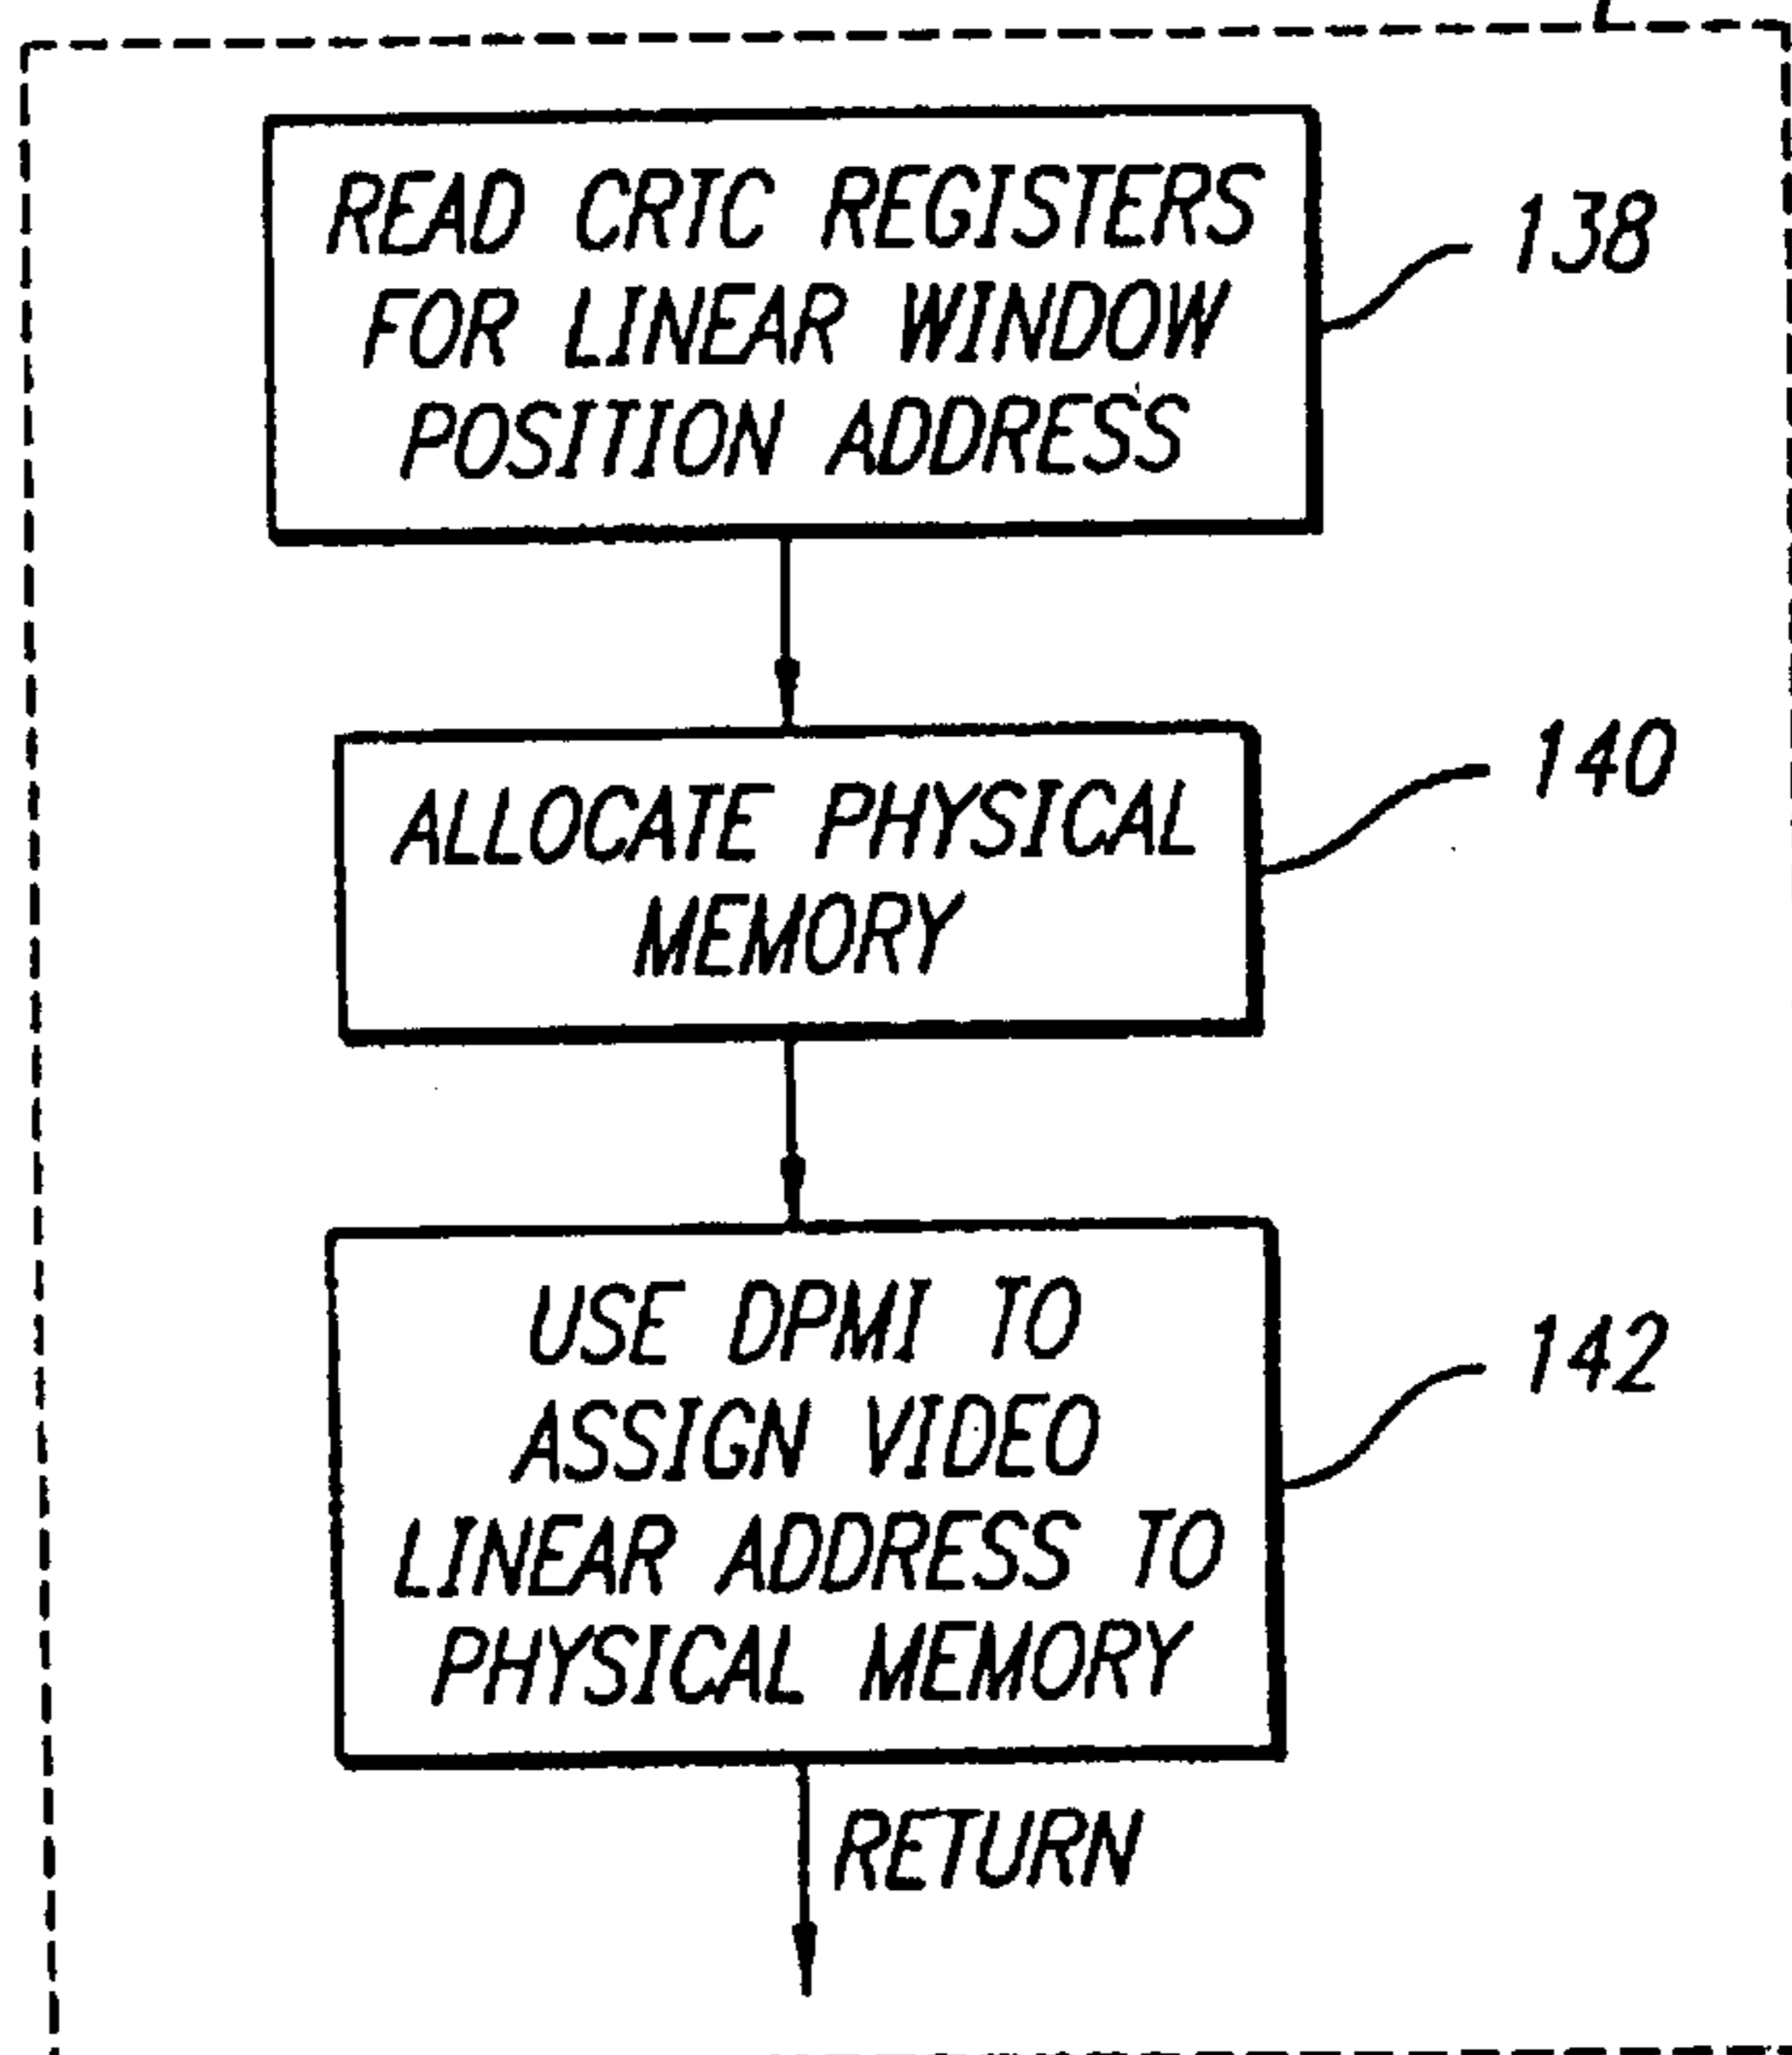 READ CRTC REGISTERS
FOR LINEAR WINDOW
POSITION ADDRESS
138
ALLOCATE PHYSICAL
MEMORY
140
USE DPMI TO
ASSIGN VIDEO
LINEAR ADDRESS TO
PHYSICAL MEMORY
142
RETURN